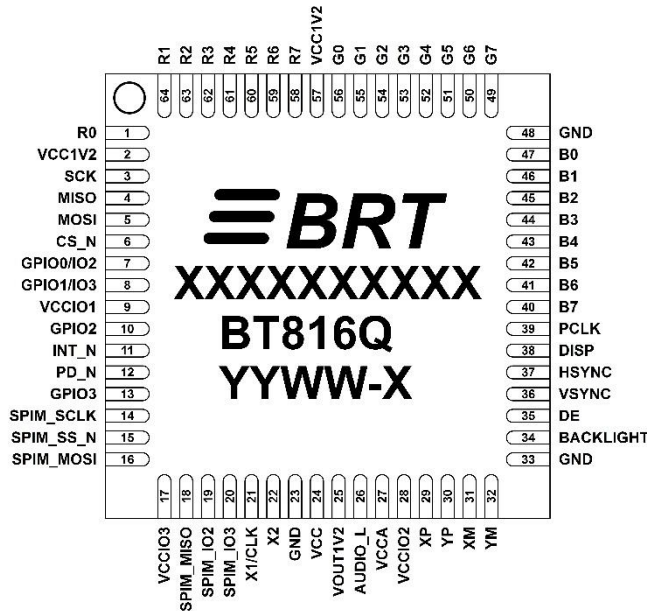 R1 R2 R3 R4 R5 R6 R7 VCC1V2 G0 G1 G2 G3 G4 G5 G6 G7
64 63 62 61 60 59 58 57 56 55 54 53 52 51 50 49
R0 1 48 GND
VCC1V2 2 47 B0
SCK 3 46 B1
MISO 4 45 B2
MOSI 5 44 B3
CS_N 6 43 B4
GPIO0/IO2 7 42 B5
GPIO1/IO3 8 41 B6
VCCIO1 9 40 B7
GPIO2 10 39 PCLK
INT_N 11 38 DISP
PD_N 12 37 HSYNC
GPIO3 13 36 VSYNC
SPIM_SCLK 14 35 DE
SPIM_SS_N 15 34 BACKLIGHT
SPIM_MOSI 16 33 GND
BRT
XXXXXXXXXX
BT816Q
YYWW-X
17 18 19 20 21 22 23 24 25 26 27 28 29 30 31 32
VCCIO3 SPIM_MISO SPIM_IO2 SPIM_IO3 X1/CLK X2 GND VCC VOUT1V2 AUDIO_L VCCA VCCIO2 XP YP XM YM